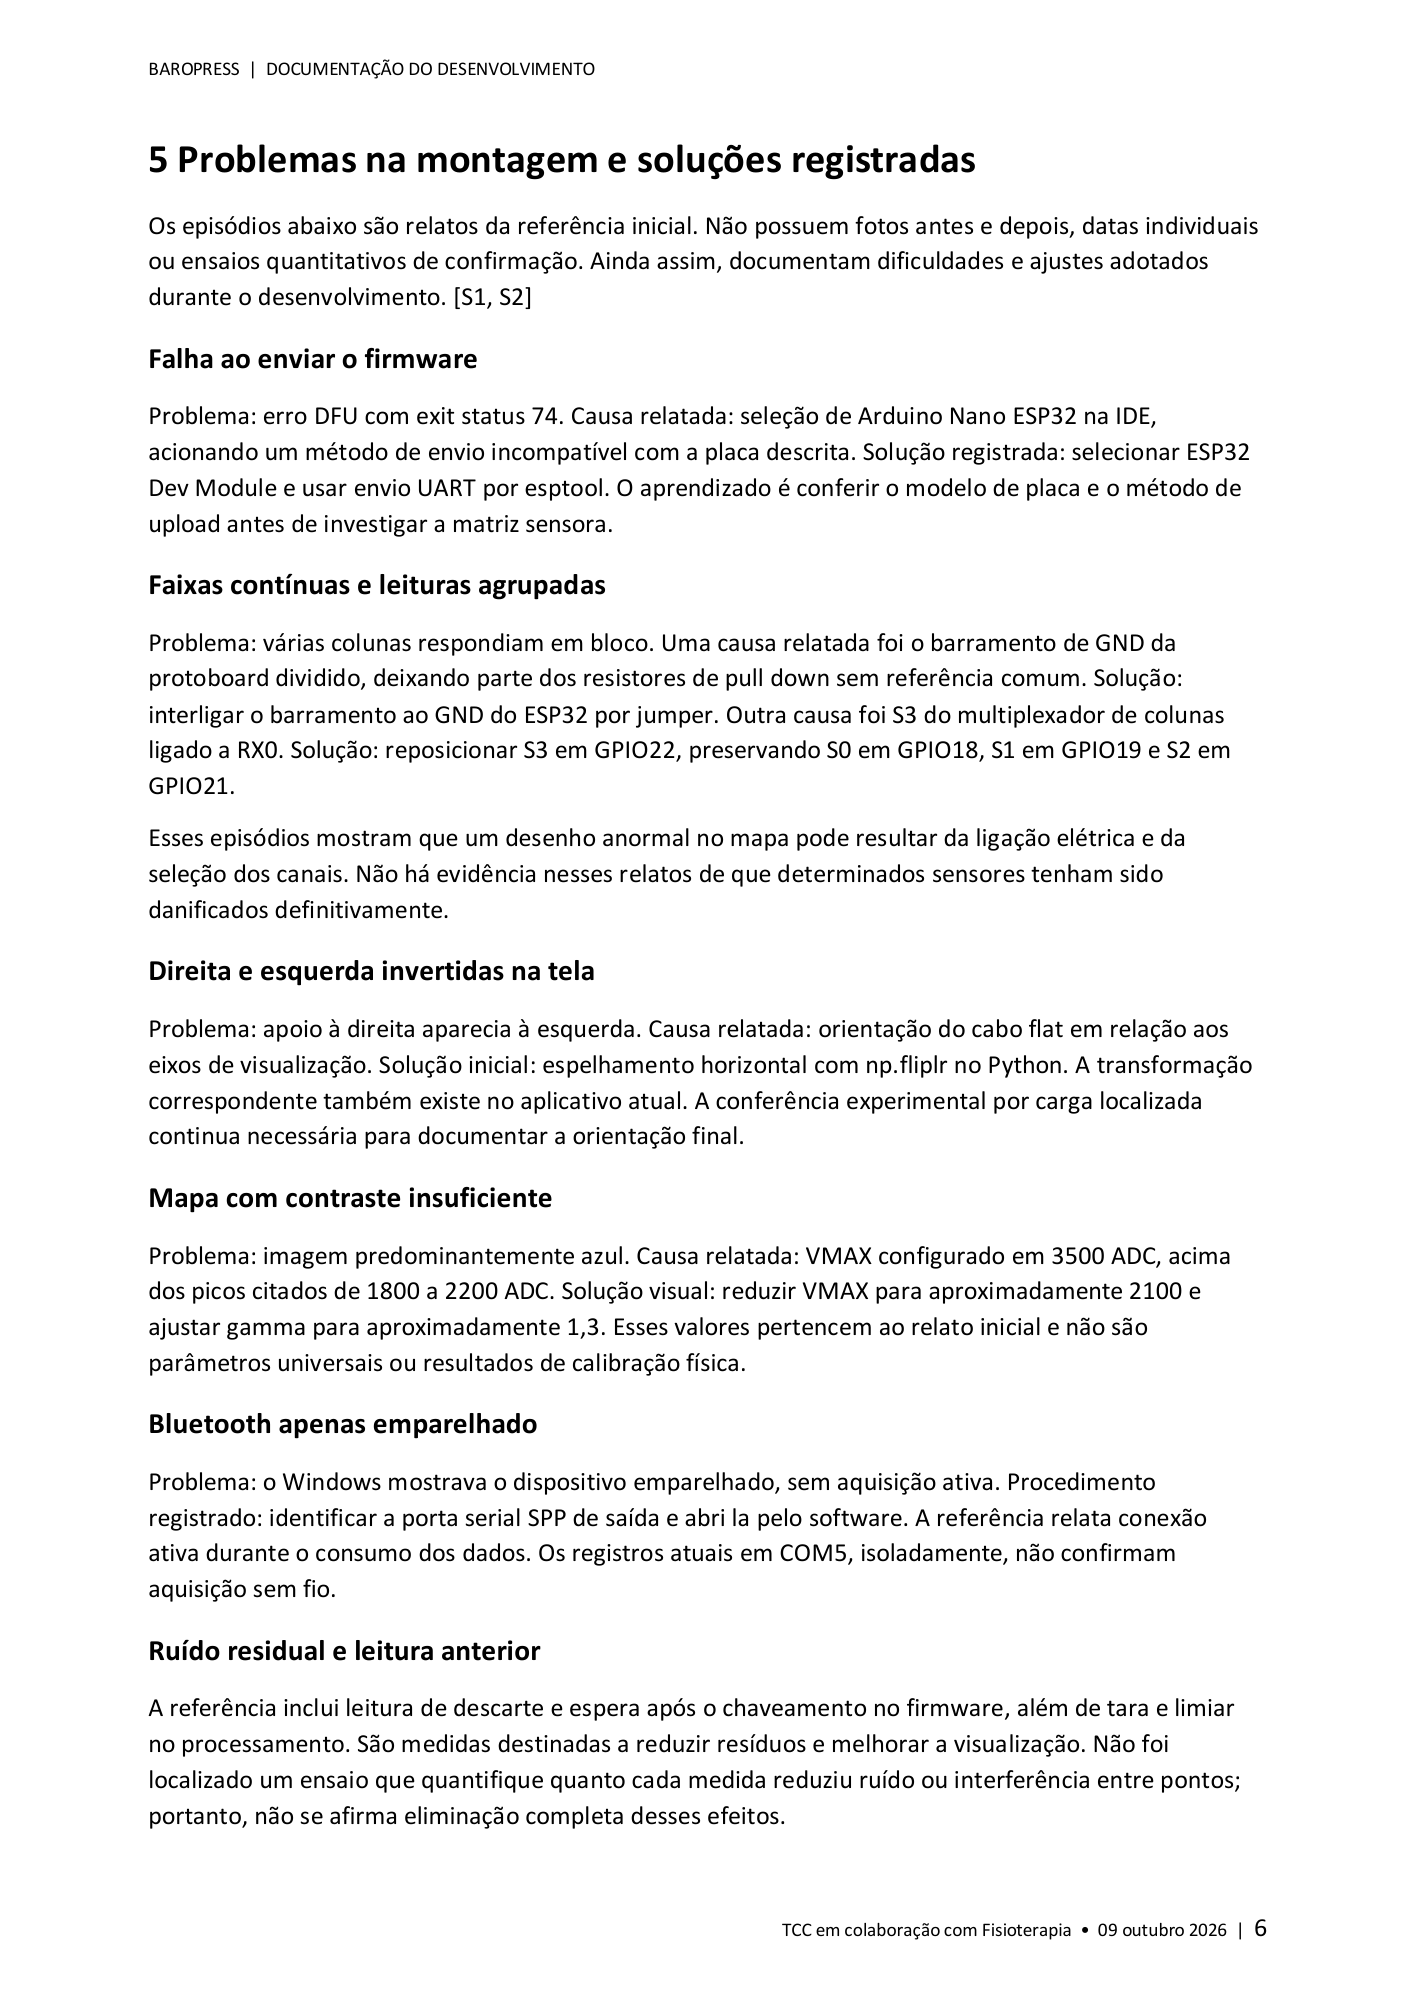 BAROPRESS | DOCUMENTAÇÃO DO DESENVOLVIMENTO
5 Problemas na montagem e soluções registradas
Os episódios abaixo são relatos da referência inicial. Não possuem fotos antes e depois, datas individuais
ou ensaios quantitativos de confirmação. Ainda assim, documentam dificuldades e ajustes adotados
durante o desenvolvimento. [S1, S2]
Falha ao enviar o firmware
Problema: erro DFU com exit status 74. Causa relatada: seleção de Arduino Nano ESP32 na IDE,
acionando um método de envio incompatível com a placa descrita. Solução registrada: selecionar ESP32
Dev Module e usar envio UART por esptool. O aprendizado é conferir o modelo de placa e o método de
upload antes de investigar a matriz sensora.
Faixas contínuas e leituras agrupadas
Problema: várias colunas respondiam em bloco. Uma causa relatada foi o barramento de GND da
protoboard dividido, deixando parte dos resistores de pull down sem referência comum. Solução:
interligar o barramento ao GND do ESP32 por jumper. Outra causa foi S3 do multiplexador de colunas
ligado a RX0. Solução: reposicionar S3 em GPIO22, preservando S0 em GPIO18, S1 em GPIO19 e S2 em
GPIO21.
Esses episódios mostram que um desenho anormal no mapa pode resultar da ligação elétrica e da
seleção dos canais. Não há evidência nesses relatos de que determinados sensores tenham sido
danificados definitivamente.
Direita e esquerda invertidas na tela
Problema: apoio à direita aparecia à esquerda. Causa relatada: orientação do cabo flat em relação aos
eixos de visualização. Solução inicial: espelhamento horizontal com np.fliplr no Python. A transformação
correspondente também existe no aplicativo atual. A conferência experimental por carga localizada
continua necessária para documentar a orientação final.
Mapa com contraste insuficiente
Problema: imagem predominantemente azul. Causa relatada: VMAX configurado em 3500 ADC, acima
dos picos citados de 1800 a 2200 ADC. Solução visual: reduzir VMAX para aproximadamente 2100 e
ajustar gamma para aproximadamente 1,3. Esses valores pertencem ao relato inicial e não são
parâmetros universais ou resultados de calibração física.
Bluetooth apenas emparelhado
Problema: o Windows mostrava o dispositivo emparelhado, sem aquisição ativa. Procedimento
registrado: identificar a porta serial SPP de saída e abri la pelo software. A referência relata conexão
ativa durante o consumo dos dados. Os registros atuais em COM5, isoladamente, não confirmam
aquisição sem fio.
Ruído residual e leitura anterior
A referência inclui leitura de descarte e espera após o chaveamento no firmware, além de tara e limiar
no processamento. São medidas destinadas a reduzir resíduos e melhorar a visualização. Não foi
localizado um ensaio que quantifique quanto cada medida reduziu ruído ou interferência entre pontos;
portanto, não se afirma eliminação completa desses efeitos.
TCC em colaboração com Fisioterapia • 09 outubro 2026 | 6